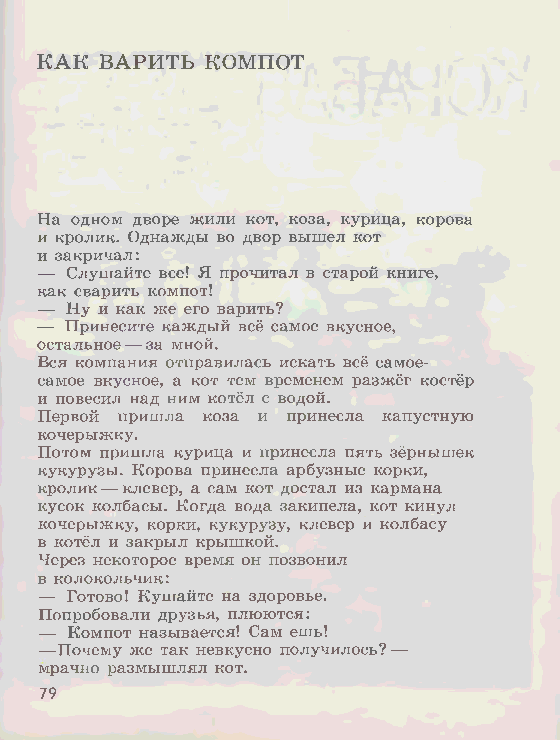 КАК ВАРИТЬ КОМПОТ
На одном дворе жили кот, коза, курица, корова
и кролик. Однажды во двор вышел кот
и закричал:
— Слушайте все! Я прочитал в старой книге,
как сварить компот!
— Ну и как же его варить?
— Принесите каждый всё самое вкусное,
остальное — за мной.
Вся компания отправилась искать всё самое-
самое вкусное, а кот тем временем разжёг костёр
и повесил над ним котёл с водой.
Первой пришла коза и принесла капустную
кочерыжку.
Потом пришла курица и принесла пять зёрнышек
кукурузы. Корова принесла арбузные корки,
кролик — клевер, а сам кот достал из кармана
кусок колбасы. Когда вода закипела, кот кинул
кочерыжку, корки, кукурузу, клевер и колбасу
в котёл и закрыл крышкой.
Через некоторое время он позвонил
в колокольчик:
— Готово! Кушайте на здоровье.
Попробовали друзья, плюются:
— Компот называется! Сам ешь!
—Почему же так невкусно получилось? —
мрачно размышлял кот.
79